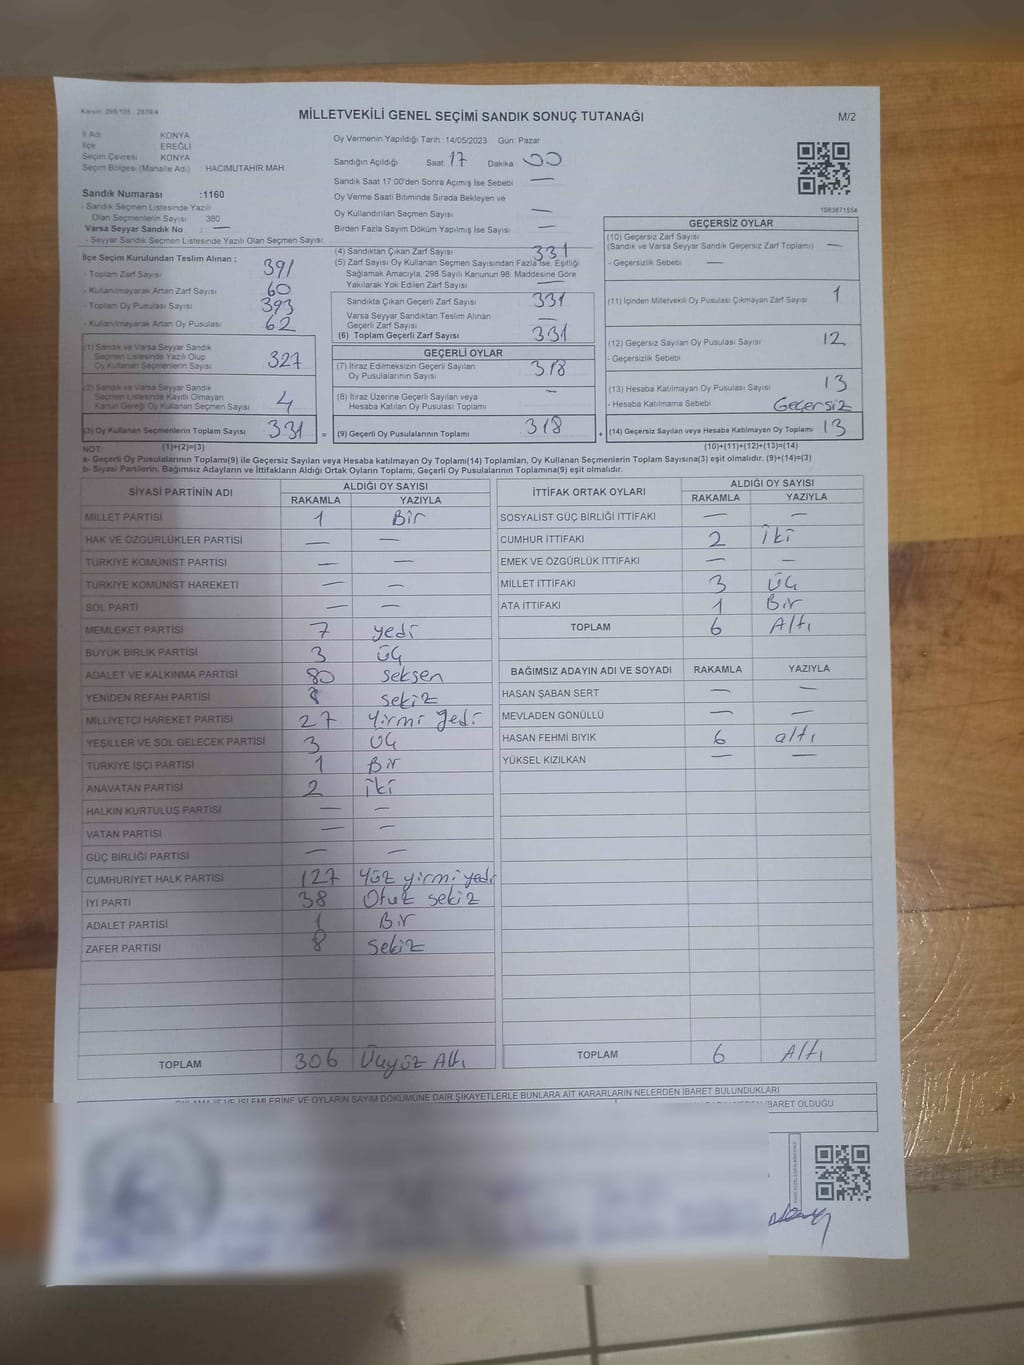 MİLLETVEKİLİ GENEL SEÇİMİ SANDIK SONUÇ TUTANAĞI
M/2
İl Adı KONYA
İlçe EREĞLİ
Seçim Çevresi KONYA
Seçim Bölgesi (Mahalle Adı) HACIMUTAHİR MAH.
Sandık Numarası :1160
- Sandık Seçmen Listesinde Yazılı
Olan Seçmenlerin Sayısı 380
Varsa Seyyar Sandık No : —
- Seyyar Sandık Seçmen Listesinde Yazılı Olan Seçmen Sayısı
Oy Vermenin Yapıldığı Tarih :14/05/2023 Gün: Pazar
Sandığın Açıldığı Saat 17 Dakika 00
Sandık Saat 17:00'den Sonra Açılmış İse Sebebi —
Oy Verme Saati Bitiminde Sırada Bekleyen ve
Oy Kullandırılan Seçmen Sayısı —
Birden Fazla Sayım Döküm Yapılmış İse Sayısı —
1083871554
İlçe Seçim Kurulundan Teslim Alınan ;
- Toplam Zarf Sayısı 391
- Kullanılmayarak Artan Zarf Sayısı 60
- Toplam Oy Pusulası Sayısı 393
- Kullanılmayarak Artan Oy Pusulası 62
(1) Sandık ve Varsa Seyyar Sandık
Seçmen Listesinde Yazılı Olup
Oy Kullanan Seçmenlerin Sayısı 327
(2) Sandık ve Varsa Seyyar Sandık
Seçmen Listesinde Kayıtlı Olmayan
Kanun Gereği Oy Kullanan Seçmen Sayısı 4
(3) Oy Kullanan Seçmenlerin Toplam Sayısı 331 =
(4) Sandıktan Çıkan Zarf Sayısı 331
(5) Zarf Sayısı Oy Kullanan Seçmen Sayısından Fazla İse, Eşitliği
Sağlamak Amacıyla, 298 Sayılı Kanunun 98. Maddesine Göre
Yakılarak Yok Edilen Zarf Sayısı
Sandıkta Çıkan Geçerli Zarf Sayısı 331
Varsa Seyyar Sandıktan Teslim Alınan
Geçerli Zarf Sayısı —
(6) Toplam Geçerli Zarf Sayısı 331
GEÇERLİ OYLAR
(7) İtiraz Edilmeksizin Geçerli Sayılan
Oy Pusulalarının Sayısı 318
(8) İtiraz Üzerine Geçerli Sayılan veya
Hesaba Katılan Oy Pusulası Toplamı —
(9) Geçerli Oy Pusulalarının Toplamı 318 +
GEÇERSİZ OYLAR
(10) Geçersiz Zarf Sayısı
(Sandık ve Varsa Seyyar Sandık Geçersiz Zarf Toplamı) —
- Geçersizlik Sebebi —
(11) İçinden Milletvekili Oy Pusulası Çıkmayan Zarf Sayısı 1
(12) Geçersiz Sayılan Oy Pusulası Sayısı 12
- Geçersizlik Sebebi
(13) Hesaba Katılmayan Oy Pusulası Sayısı 13
- Hesaba Katılmama Sebebi Geçersiz
(14) Geçersiz Sayılan veya Hesaba Katılmayan Oy Toplamı 13
NOT: (1)+(2)=(3) (10)+(11)+(12)+(13)=(14)
a- Geçerli Oy Pusulalarının Toplamı(9) ile Geçersiz Sayılan veya Hesaba Katılmayan Oy Toplamı(14) Toplamları, Oy Kullanan Seçmenlerin Toplam Sayısına(3) eşit olmalıdır. (9)+(14)=(3)
b- Siyasi Partilerin, Bağımsız Adayların ve İttifakların Aldığı Ortak Oyların Toplamı, Geçerli Oy Pusulalarının Toplamına(9) eşit olmalıdır.
SİYASİ PARTİNİN ADI ALDIĞI OY SAYISI
RAKAMLA YAZIYLA
MİLLET PARTİSİ 1 Bir
HAK VE ÖZGÜRLÜKLER PARTİSİ — —
TÜRKİYE KOMÜNİST PARTİSİ — —
TÜRKİYE KOMÜNİST HAREKETİ — —
SOL PARTİ — —
MEMLEKET PARTİSİ 7 yedi
BÜYÜK BİRLİK PARTİSİ 3 üç
ADALET VE KALKINMA PARTİSİ 80 seksen
YENİDEN REFAH PARTİSİ 8 sekiz
MİLLİYETÇİ HAREKET PARTİSİ 27 Yirmi yedi
YEŞİLLER VE SOL GELECEK PARTİSİ 3 üç
TÜRKİYE İŞÇİ PARTİSİ 1 Bir
ANAVATAN PARTİSİ 2 iki
HALKIN KURTULUŞ PARTİSİ — —
VATAN PARTİSİ — —
GÜÇ BİRLİĞİ PARTİSİ — —
CUMHURİYET HALK PARTİSİ 127 Yüz yirmi yedi
İYİ PARTİ 38 Otuz sekiz
ADALET PARTİSİ 1 Bir
ZAFER PARTİSİ 8 sekiz
TOPLAM 306 Üçyüz Altı
İTTİFAK ORTAK OYLARI ALDIĞI OY SAYISI
RAKAMLA YAZIYLA
SOSYALİST GÜÇ BİRLİĞİ İTTİFAKI — —
CUMHUR İTTİFAKI 2 iki
EMEK VE ÖZGÜRLÜK İTTİFAKI — —
MİLLET İTTİFAKI 3 üç
ATA İTTİFAKI 1 Bir
TOPLAM 6 Altı
BAĞIMSIZ ADAYIN ADI VE SOYADI RAKAMLA YAZIYLA
HASAN ŞABAN SERT — —
MEVLADEN GÖNÜLLÜ — —
HASAN FEHMİ BIYIK 6 altı
YÜKSEL KIZILKAN — —
TOPLAM 6 Altı
VE OYLARIN SAYIM DÖKÜMÜNE DAİR ŞİKAYETLERLE BUNLARA AİT KARARLARIN NELERDEN İBARET BULUNDUKLARI
İBARET OLDUĞU